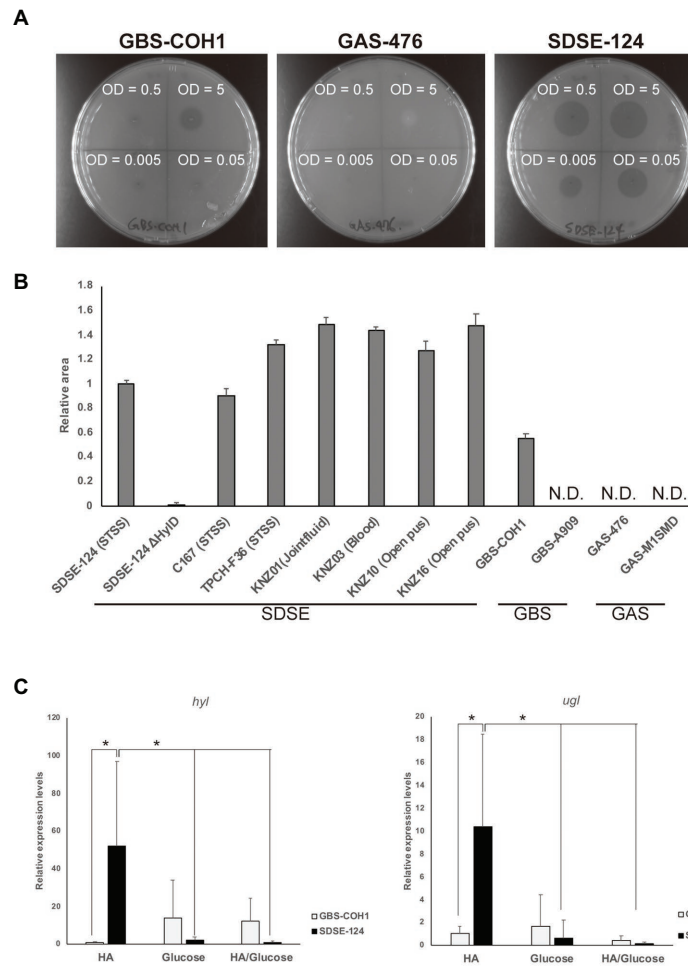 A
GBS-COH1 GAS-476 SDSE-124
OD = 0.5 OD = 5 OD = 0.5 OD = 5 OD = 0.5 OD = 5
OD = 0.005 OD = 0.05 OD = 0.005 OD = 0.05 OD = 0.005 OD = 0.05
GBS-COH1 GAS-476 SDSE-124
B
Relative area
1.8
1.6
1.4
1.2
1
0.8
0.6
0.4
0.2
0
N.D. N.D. N.D.
SDSE-124 (STSS)
SDSE-124 ΔHylD
C167 (STSS)
TPCH-F36 (STSS)
KNZ01(Jointfluid)
KNZ03 (Blood)
KNZ10 (Open pus)
KNZ16 (Open pus)
GBS-COH1
GBS-A909
GAS-476
GAS-M1SMD
SDSE GBS GAS
C
hyl
Relative expression levels
120
100
80
60
40
20
0
* *
HA Glucose HA/Glucose
GBS-COH1
SDSE-124
ugl
Relative expression levels
20
18
16
14
12
10
8
6
4
2
0
* *
HA Glucose HA/Glucose